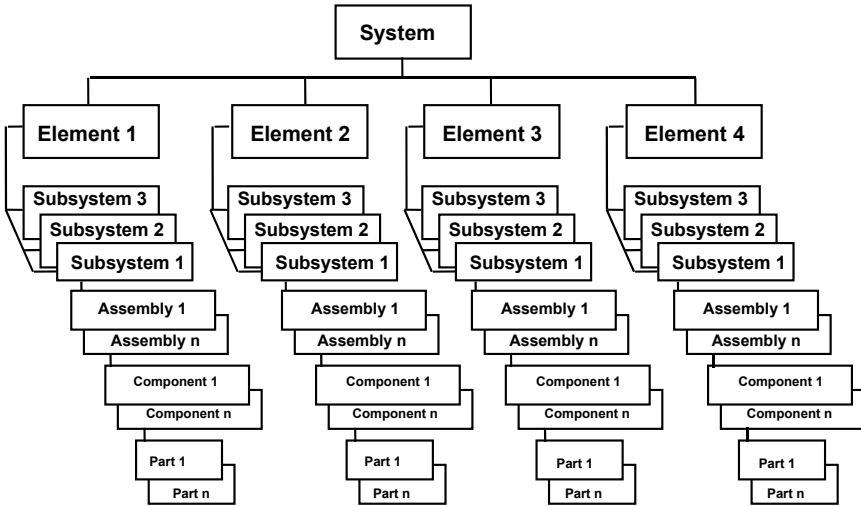 System
Element 1 Element 2 Element 3 Element 4
Subsystem 3 Subsystem 3 Subsystem 3 Subsystem 3
Subsystem 2 Subsystem 2 Subsystem 2 Subsystem 2
Subsystem 1 Subsystem 1 Subsystem 1 Subsystem 1
Assembly 1 Assembly 1 Assembly 1 Assembly 1
Assembly n Assembly n Assembly n Assembly n
Component 1 Component 1 Component 1 Component 1
Component n Component n Component n Component n
Part 1 Part 1 Part 1 Part 1
Part n Part n Part n Part n